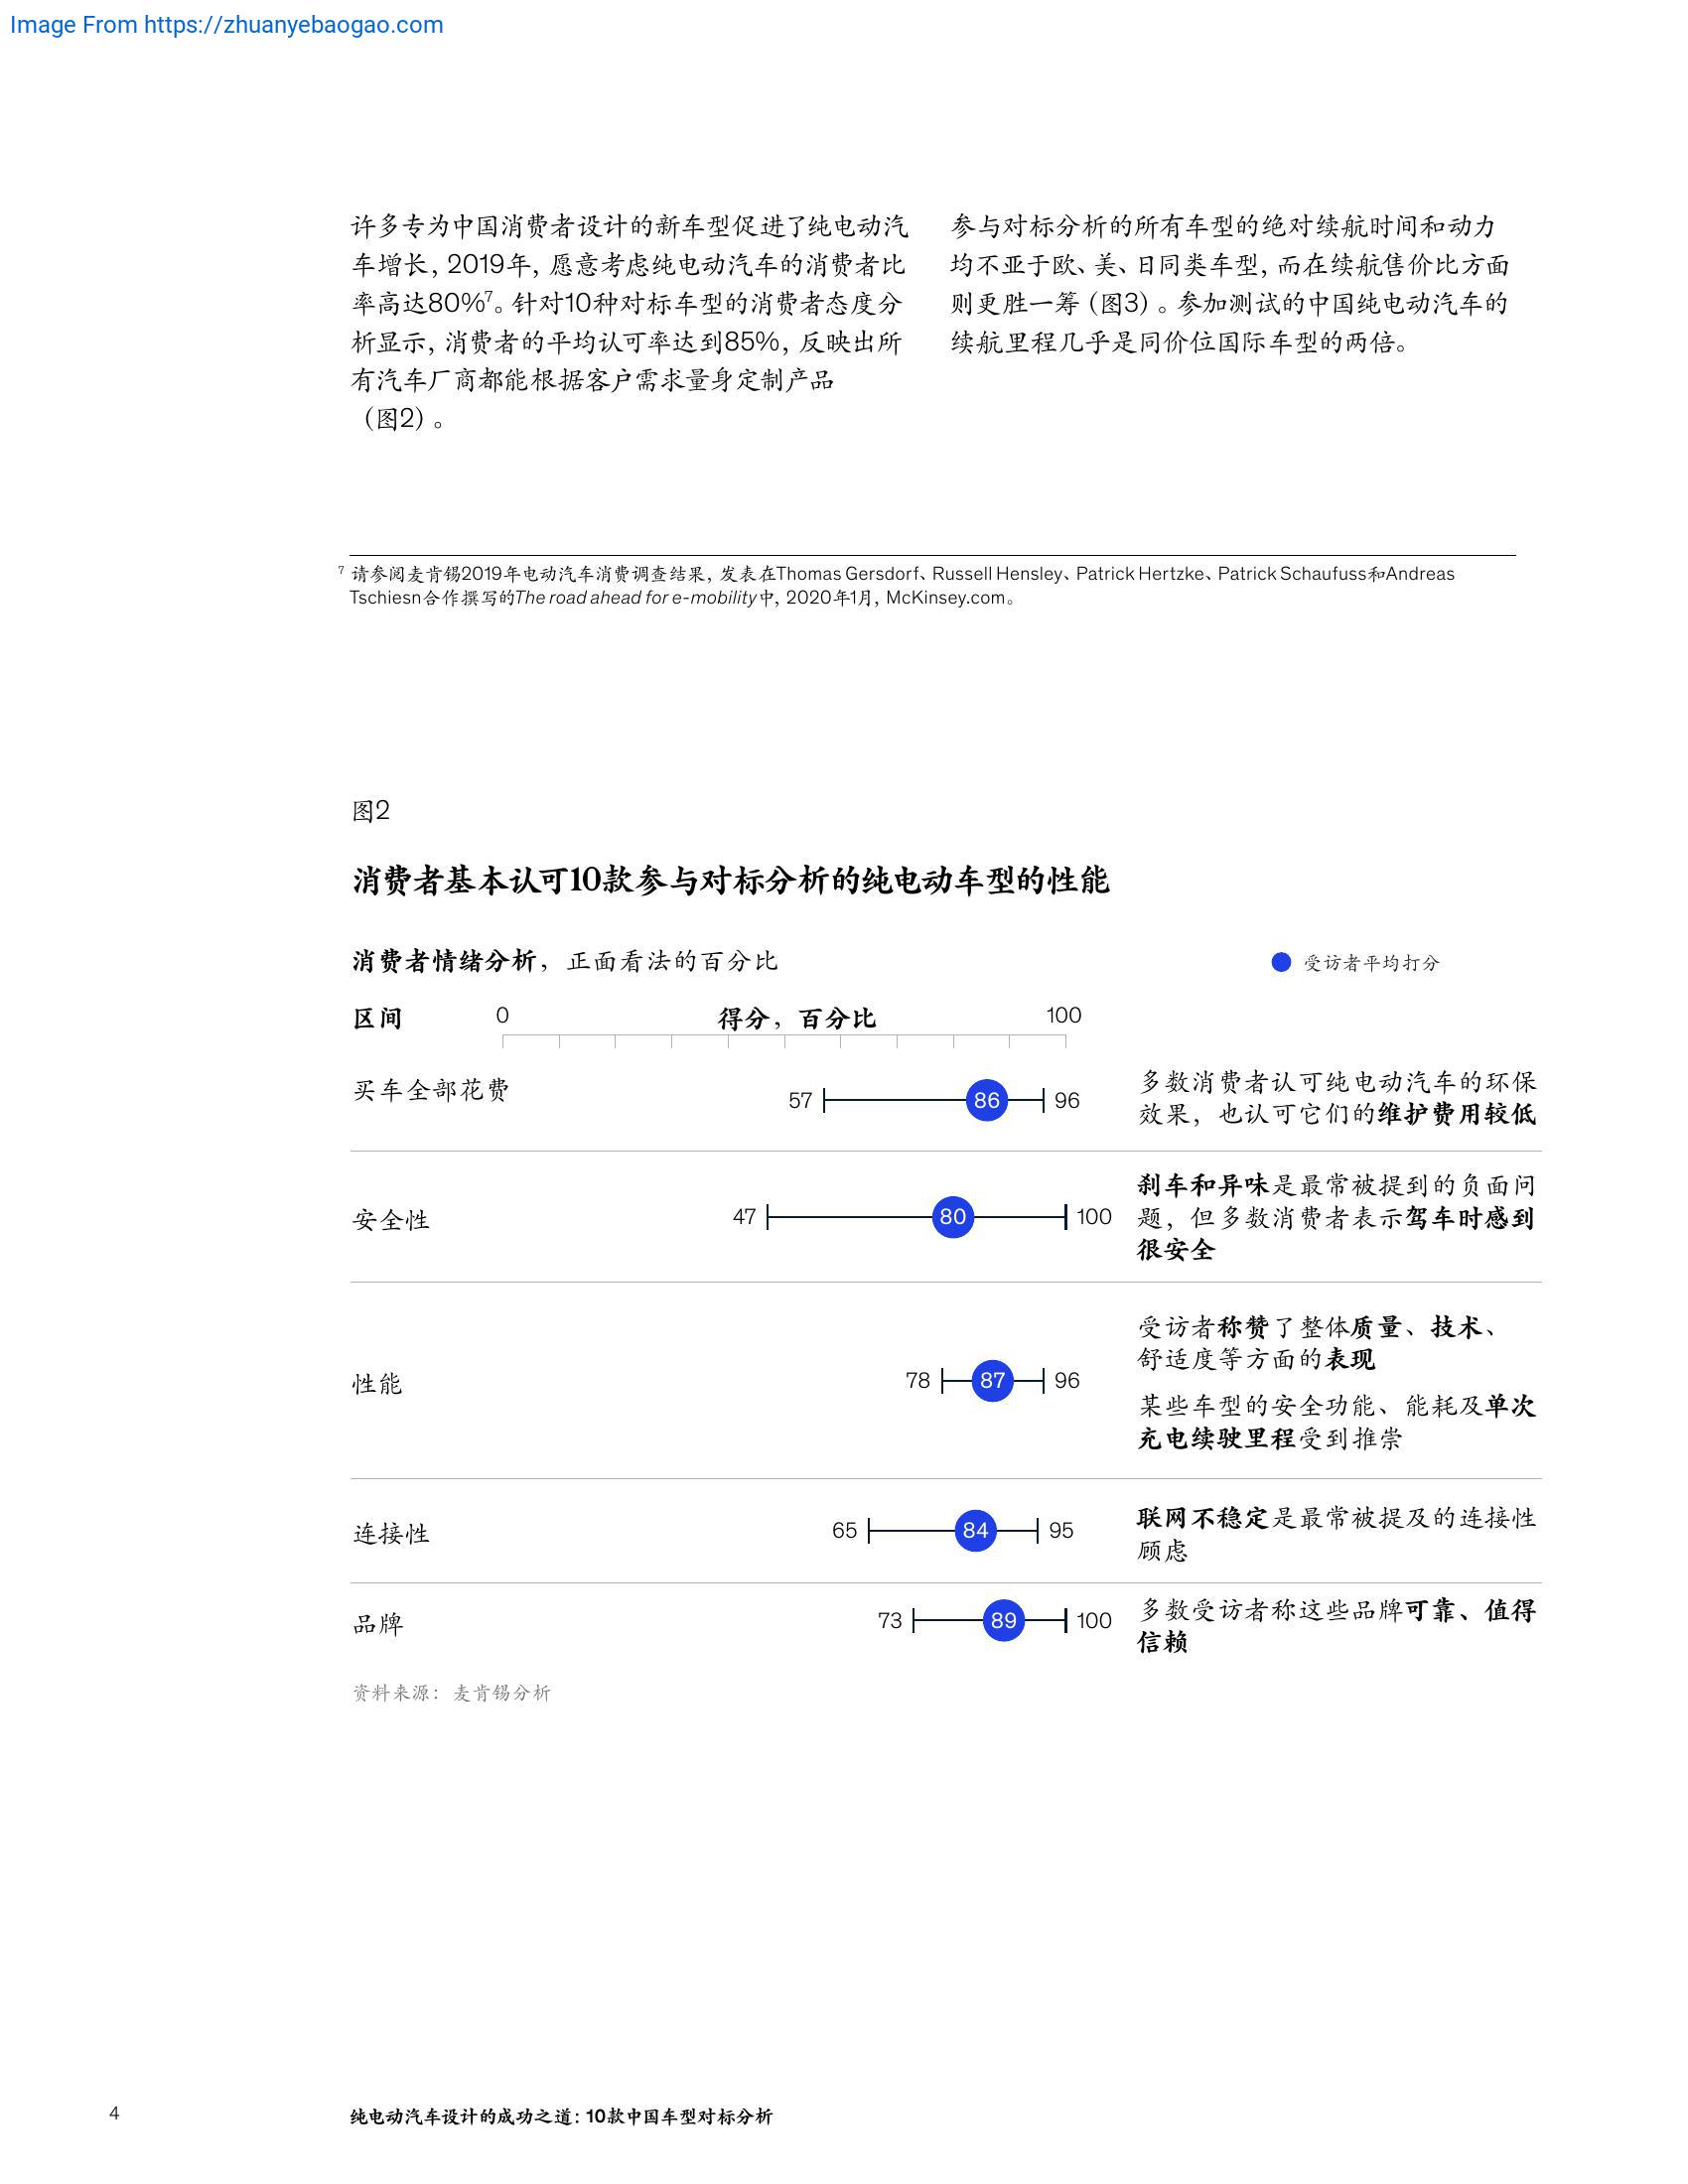 Image From https://zhuanyebaogao.com
许多专为中国消费者设计的新车型促进了纯电动汽
车增长，2019年，愿意考虑纯电动汽车的消费者比
率高达80%7。针对10种对标车型的消费者态度分
析显示，消费者的平均认可率达到85%，反映出所
有汽车厂商都能根据客户需求量身定制产品
（图2）。
参与对标分析的所有车型的绝对续航时间和动力
均不亚于欧、美、日同类车型，而在续航售价比方面
则更胜一筹（图3）。参加测试的中国纯电动汽车的
续航里程几乎是同价位国际车型的两倍。
7 请参阅麦肯锡2019年电动汽车消费调查结果，发表在Thomas Gersdorf、Russell Hensley、Patrick Hertzke、Patrick Schaufuss和Andreas
Tschiesn合作撰写的The road ahead for e-mobility中，2020年1月，McKinsey.com。
图2
消费者基本认可10款参与对标分析的纯电动车型的性能
消费者情绪分析，正面看法的百分比
受访者平均打分
区间 0 得分，百分比 100
买车全部花费
57 86 96
多数消费者认可纯电动汽车的环保
效果，也认可它们的维护费用较低
安全性
47 80 100
刹车和异味是最常被提到的负面问
题，但多数消费者表示驾车时感到
很安全
性能
78 87 96
受访者称赞了整体质量、技术、
舒适度等方面的表现
某些车型的安全功能、能耗及单次
充电续驶里程受到推崇
连接性
65 84 95
联网不稳定是最常被提及的连接性
顾虑
品牌
73 89 100
多数受访者称这些品牌可靠、值得
信赖
资料来源：麦肯锡分析
4 纯电动汽车设计的成功之道：10款中国车型对标分析